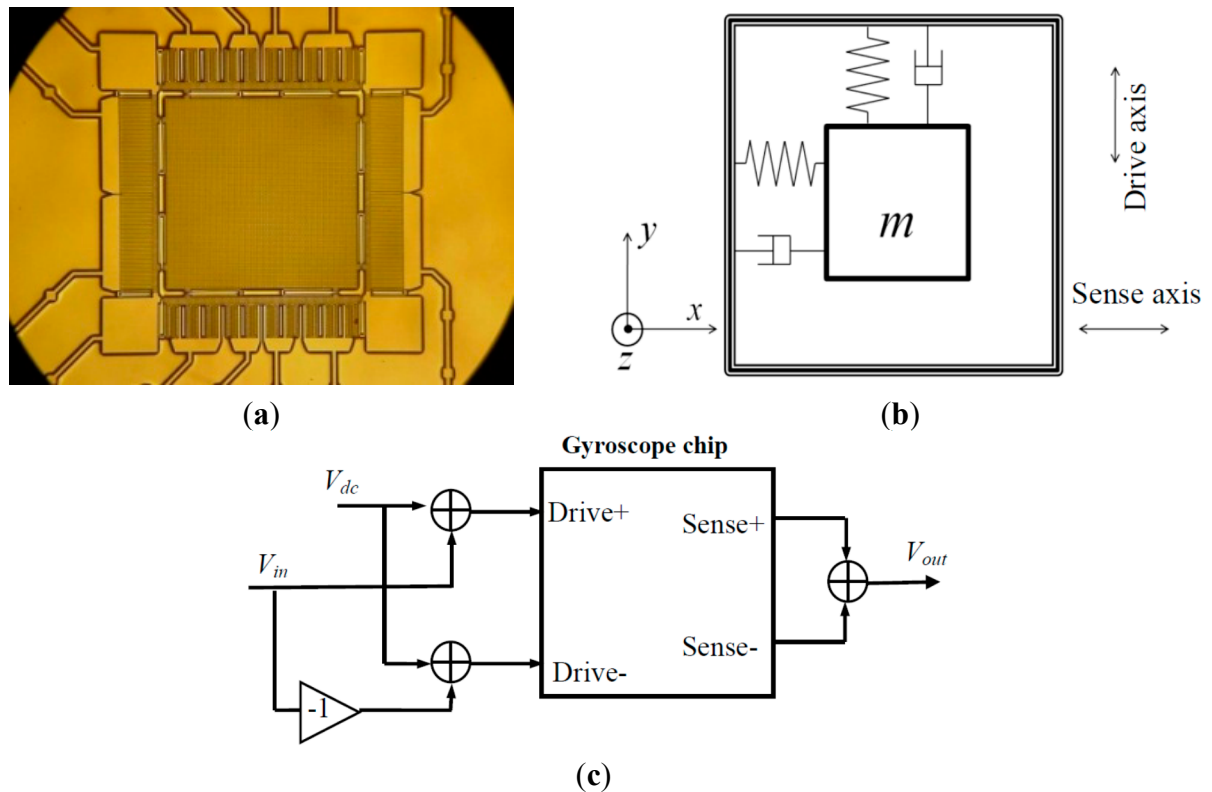 m
y
x
z
Drive axis
Sense axis
(a)
(b)
Gyroscope chip
V_dc
Drive+
Sense+
V_in
V_out
Sense-
Drive-
-1
(c)